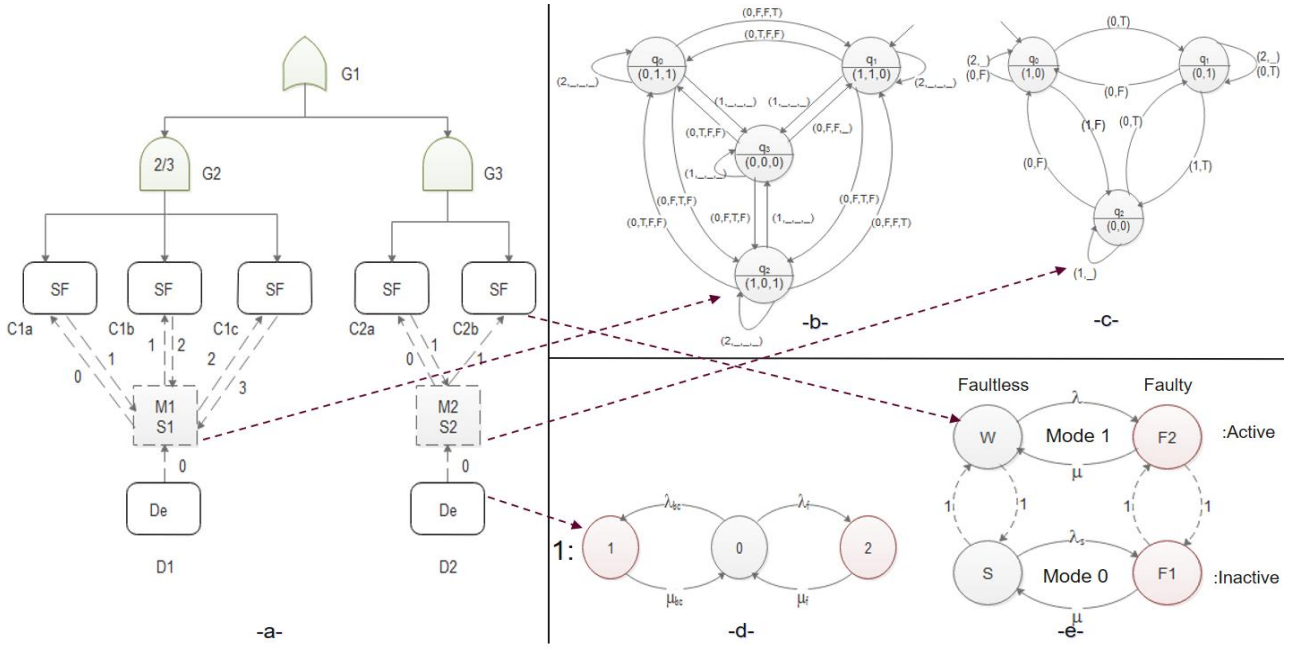 G1
2/3
G2
G3
SF
SF
SF
SF
SF
C1a
C1b
C1c
C2a
C2b
1
0
1
2
2
3
0
1
1
M1
S1
M2
S2
0
0
De
De
D1
D2
-a-
(0,F,F,T)
(0,T,F,F)
q₀
(0,1,1)
q₁
(1,1,0)
(2,_,_,_)
(2,_,_,_)
(1,_,_,_)
(1,_,_,_)
(0,T,F,F)
(0,F,F,_)
q₃
(0,0,0)
(1,_,_,_)
(0,T,F,F)
(0,F,T,F)
(0,F,T,F)
(1,_,_,_)
(0,F,T,F)
(0,F,F,T)
q₂
(1,0,1)
(2,_,_,_)
-b-
(0,T)
(2,_)
(0,F)
q₀
(1,0)
q₁
(0,1)
(2,_)
(0,T)
(0,F)
(1,F)
(0,T)
(0,F)
(1,T)
q₂
(0,0)
(1,_)
-c-
λsc
λf
1:
1
0
2
μsc
μf
-d-
Faultless
Faulty
λ
W
Mode 1
F2
:Active
μ
1
1
1
1
λs
S
Mode 0
F1
:Inactive
μ
-e-